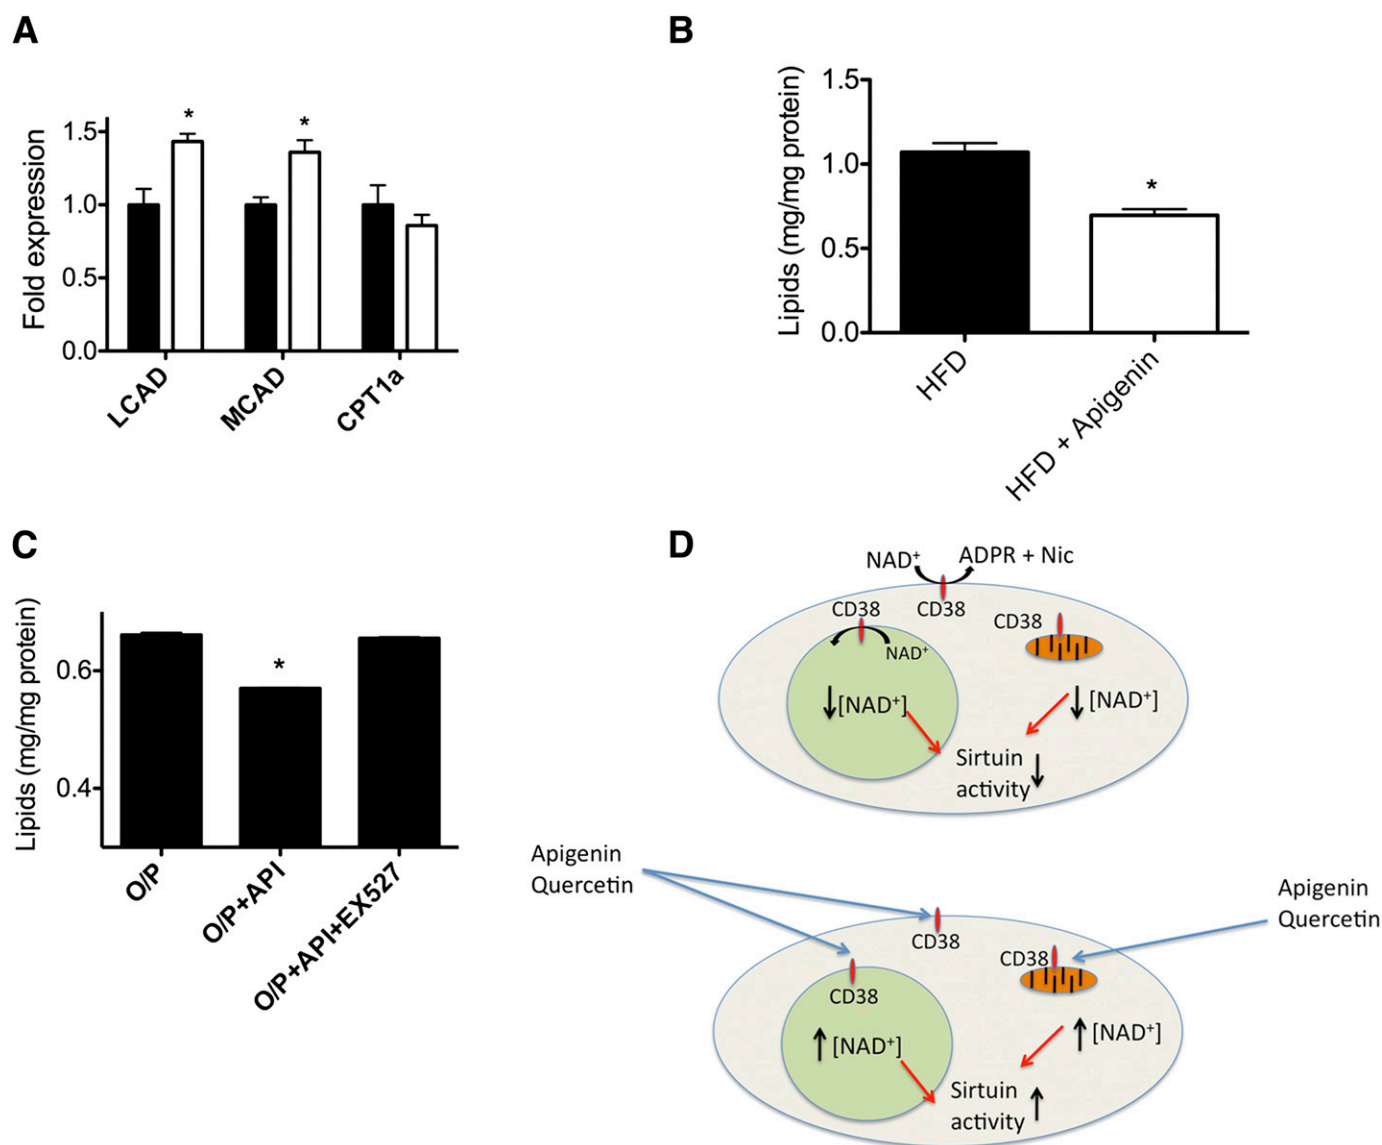 A
Fold expression
1.5
1.0
0.5
0.0
*
*
LCAD
MCAD
CPT1a
B
Lipids (mg/mg protein)
1.5
1.0
0.5
0.0
*
HFD
HFD + Apigenin
C
Lipids (mg/mg protein)
0.6
0.4
*
O/P
O/P+API
O/P+API+EX527
D
NAD⁺
ADPR + Nic
CD38
CD38
CD38
NAD⁺
[NAD⁺]
[NAD⁺]
Sirtuin
activity
Apigenin
Quercetin
Apigenin
Quercetin
CD38
CD38
CD38
[NAD⁺]
[NAD⁺]
Sirtuin
activity